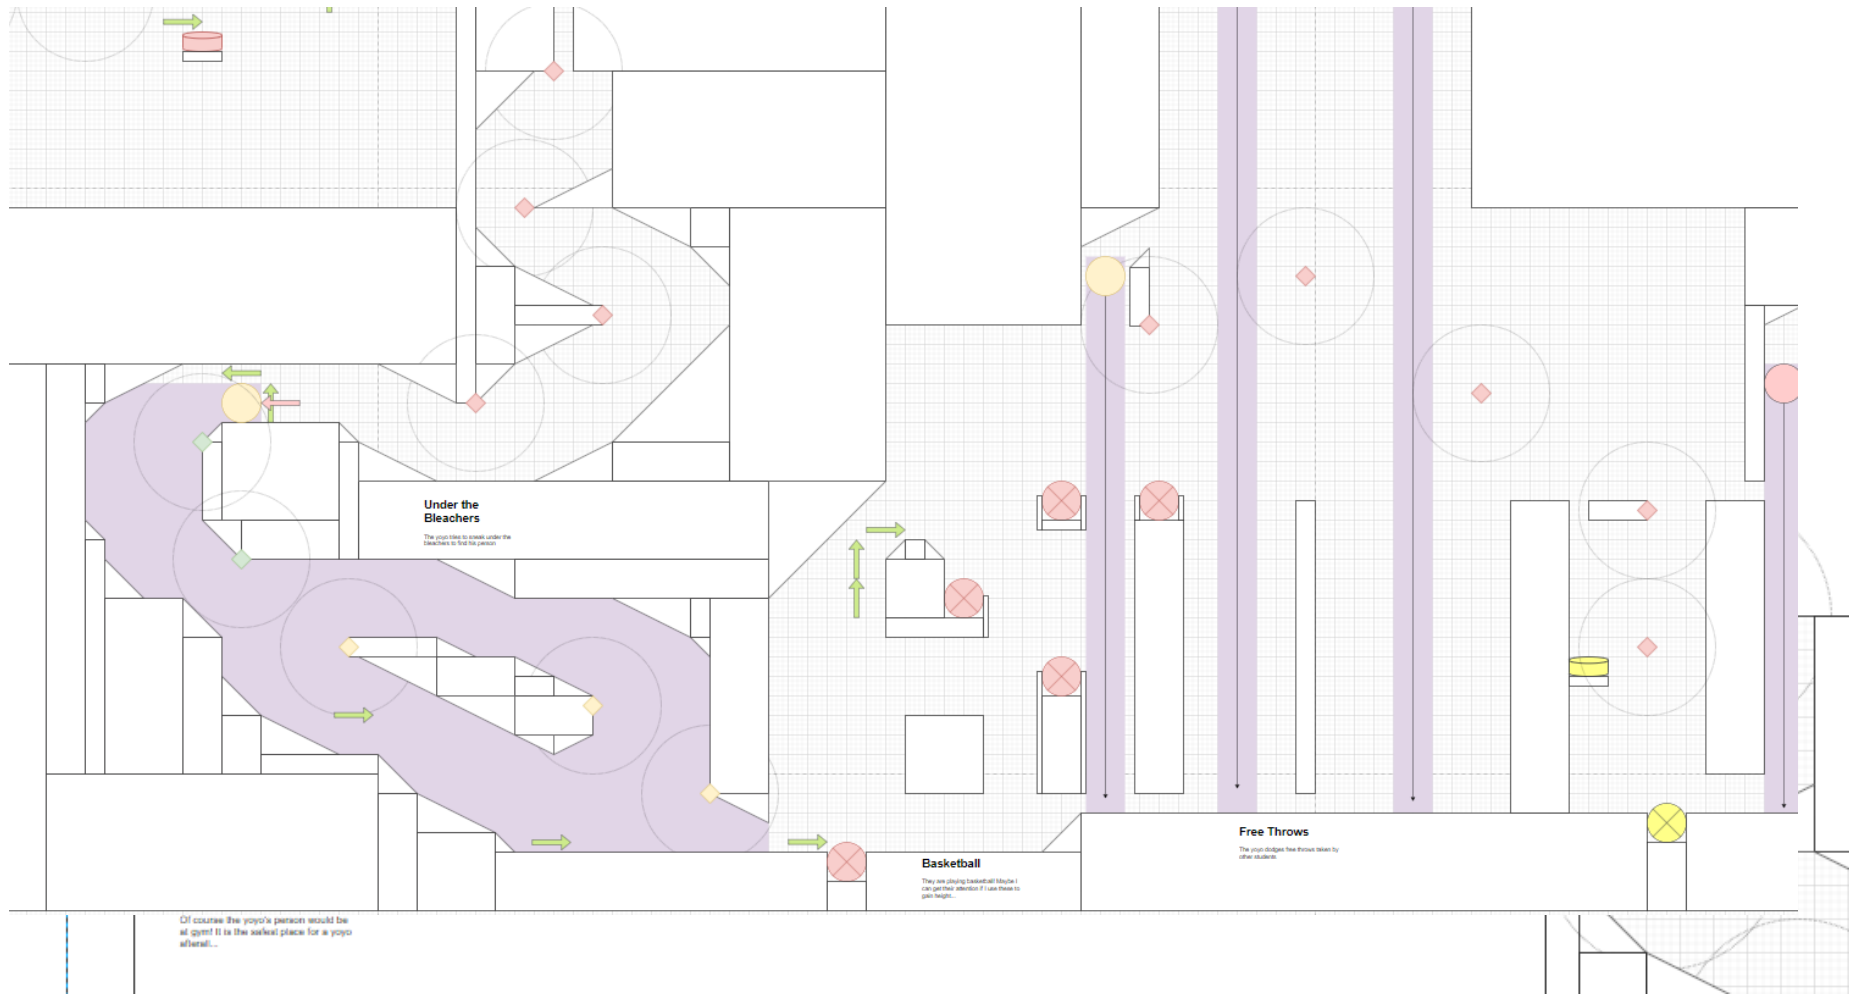 Under the
Bleachers
The yoyo tries to sneak under the
bleachers to find his person
Basketball
They are playing basketball! Maybe I
can get their attention if I use these to
gain height...
Free Throws
The yoyo dodges free throws taken by
other students
Of course the yoyo's person would be
at gym! It is the safest place for a yoyo
afterall...